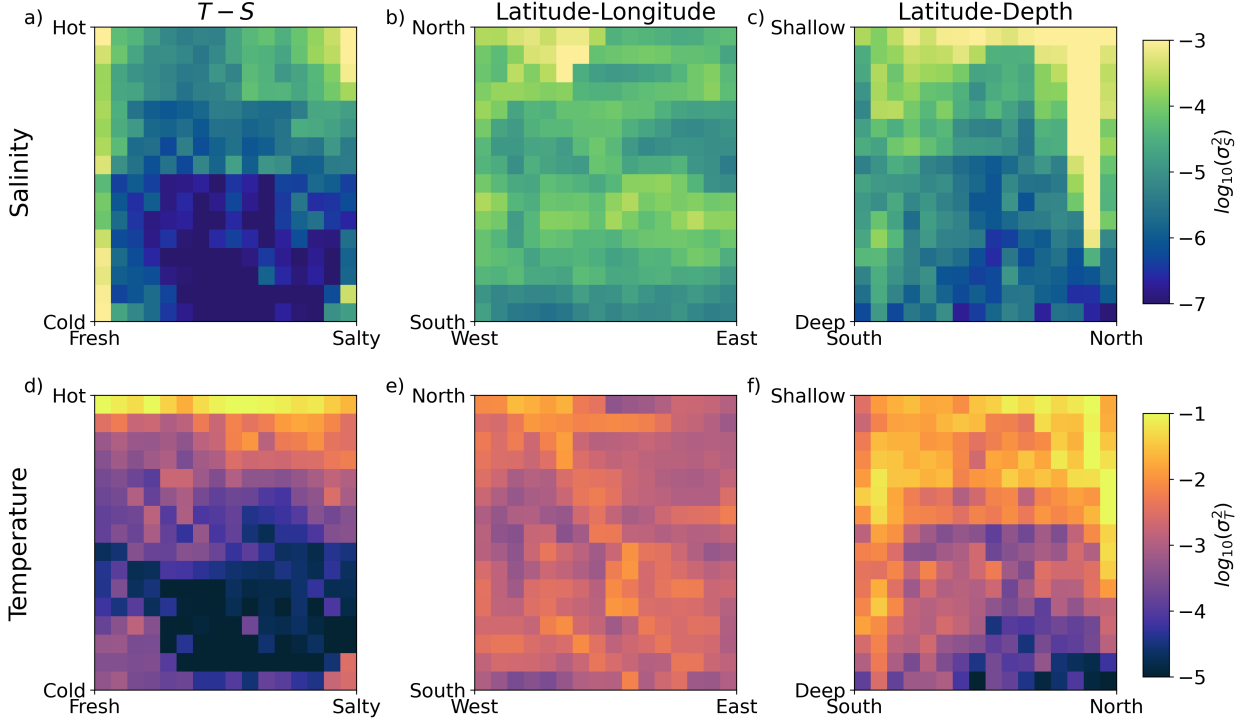 a) T − S
b) Latitude-Longitude
c) Latitude-Depth
Hot
North
Shallow
Salinity
Cold
South
Deep
Fresh
Salty
West
East
South
North
−3
−4
−5
−6
−7
log₁₀(σ²_S)
d)
e)
f)
Hot
North
Shallow
Temperature
Cold
South
Deep
Fresh
Salty
West
East
South
North
−1
−2
−3
−4
−5
log₁₀(σ²_T)